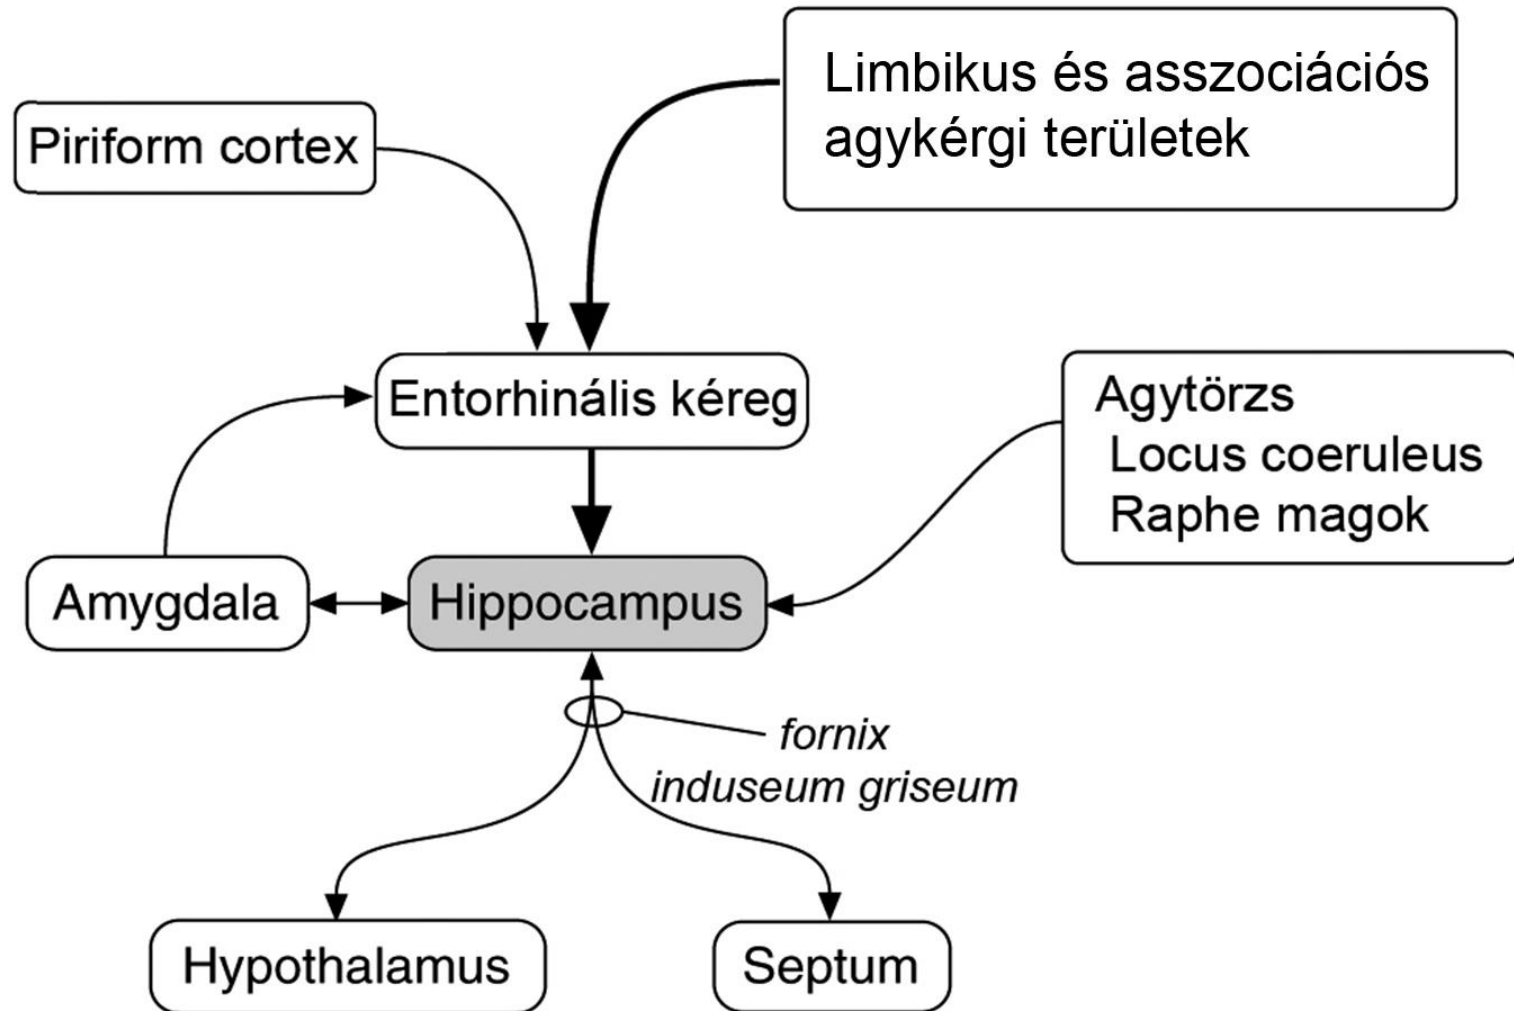 Limbikus és asszociációs
agykérgi területek
Piriform cortex
Entorhinális kéreg
Agytörzs
Locus coeruleus
Raphe magok
Amygdala
Hippocampus
fornix
induseum griseum
Hypothalamus
Septum